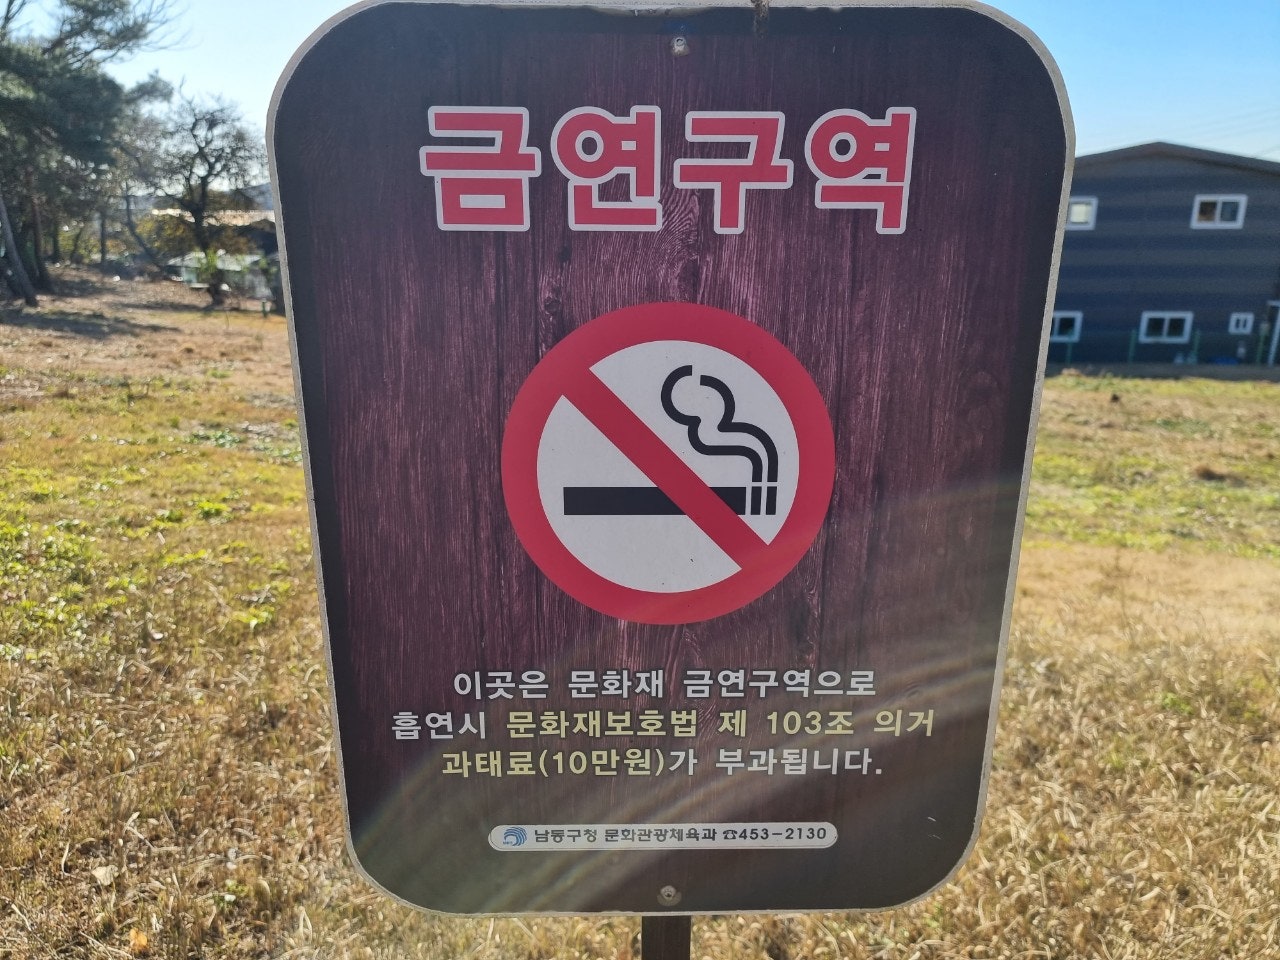 금연구역
이곳은 문화재 금연구역으로
흡연시 문화재보호법 제 103조 의거
과태료(10만원)가 부과됩니다.
남동구청 문화관광체육과 ☎453-2130